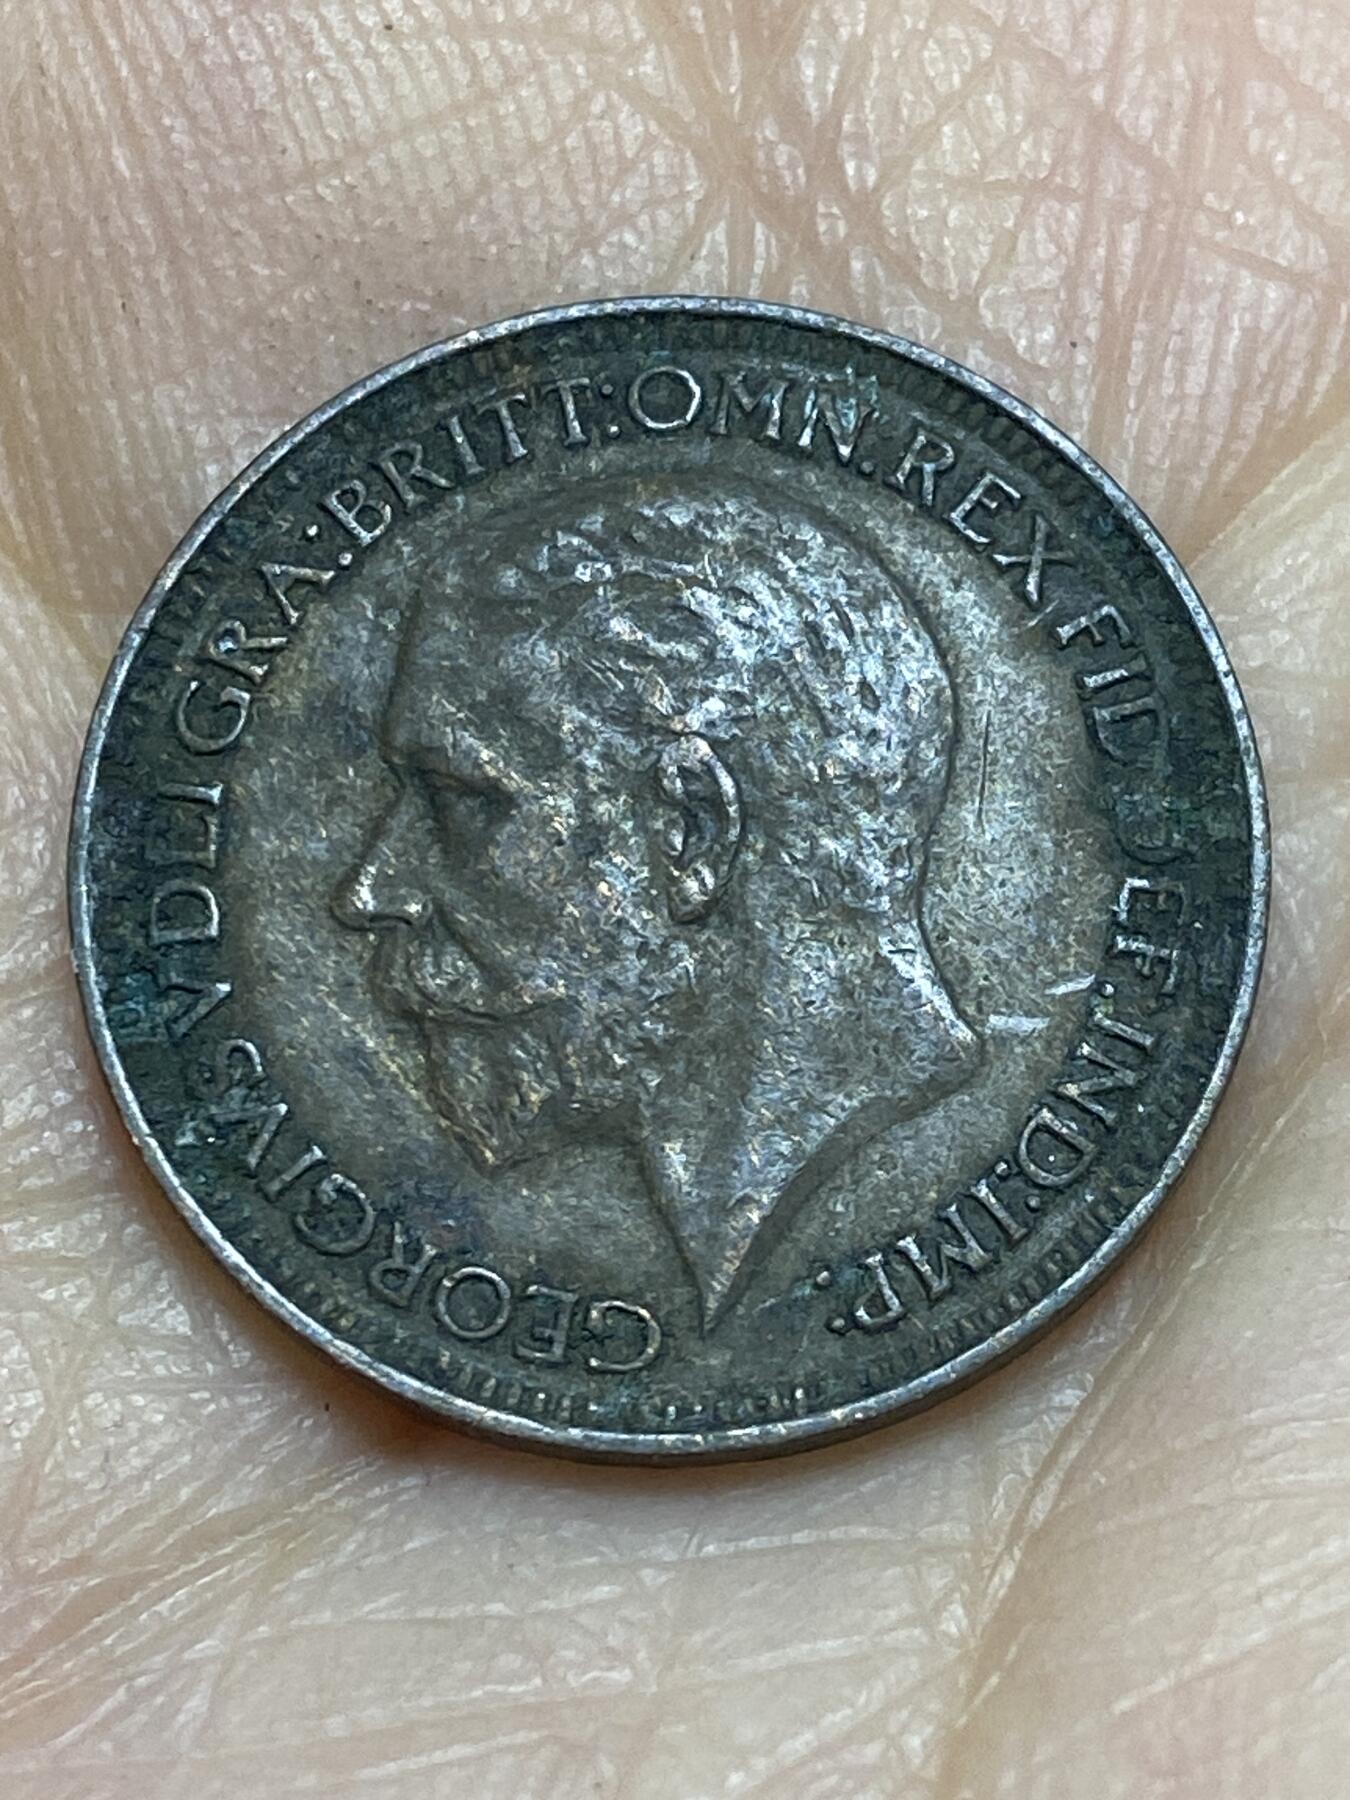 GEORGIVS V DEI GRA: BRITT: OMN: REX FID DEF: IND: IMP: